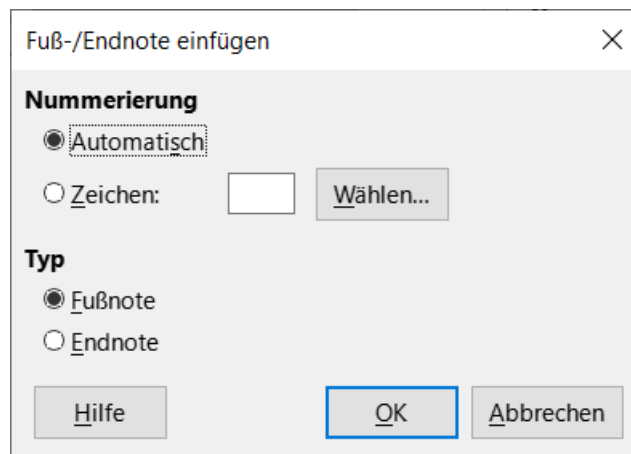 Fuß-/Endnote einfügen
Nummerierung
Automatisch
Zeichen: Wählen...
Typ
Fußnote
Endnote
Hilfe OK Abbrechen